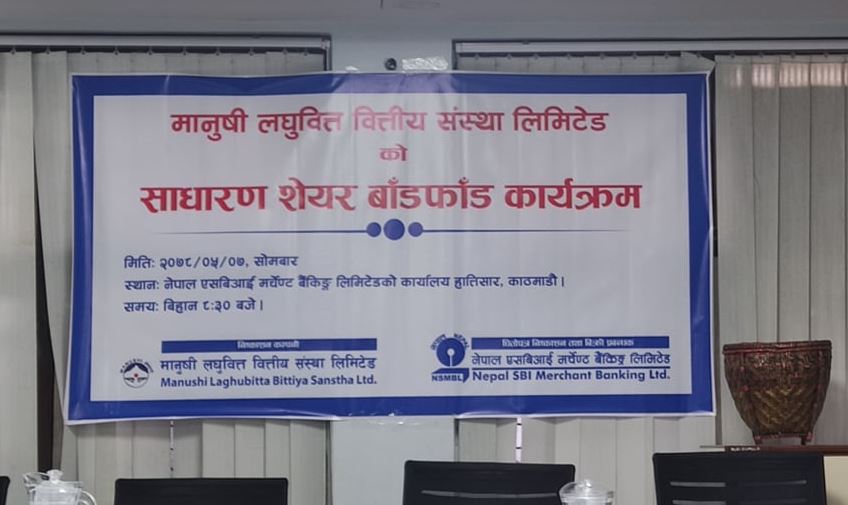 मानुषी लघुवित्त वित्तीय संस्था लिमिटेड
को
साधारण शेयर बाँडफाँड कार्यक्रम
मितिः २०७८/०५/०७, सोमबार
स्थानः नेपाल एसबिआई मर्चेण्ट बैंकिङ्ग लिमिटेडको कार्यालय हात्तिसार, काठमाडौ ।
समयः बिहान ८:३० बजे ।
निष्काशन कम्पनी
मानुषी लघुवित्त वित्तिय संस्था लिमिटेड
Manushi Laghubitta Bittiya Sanstha Ltd.
धितोपत्र निष्काशन तथा बिक्री प्रबन्धक
नेपाल एसबिआई मर्चेण्ट बैंकिङ्ग लिमिटेड
NSMBL
Nepal SBI Merchant Banking Ltd.